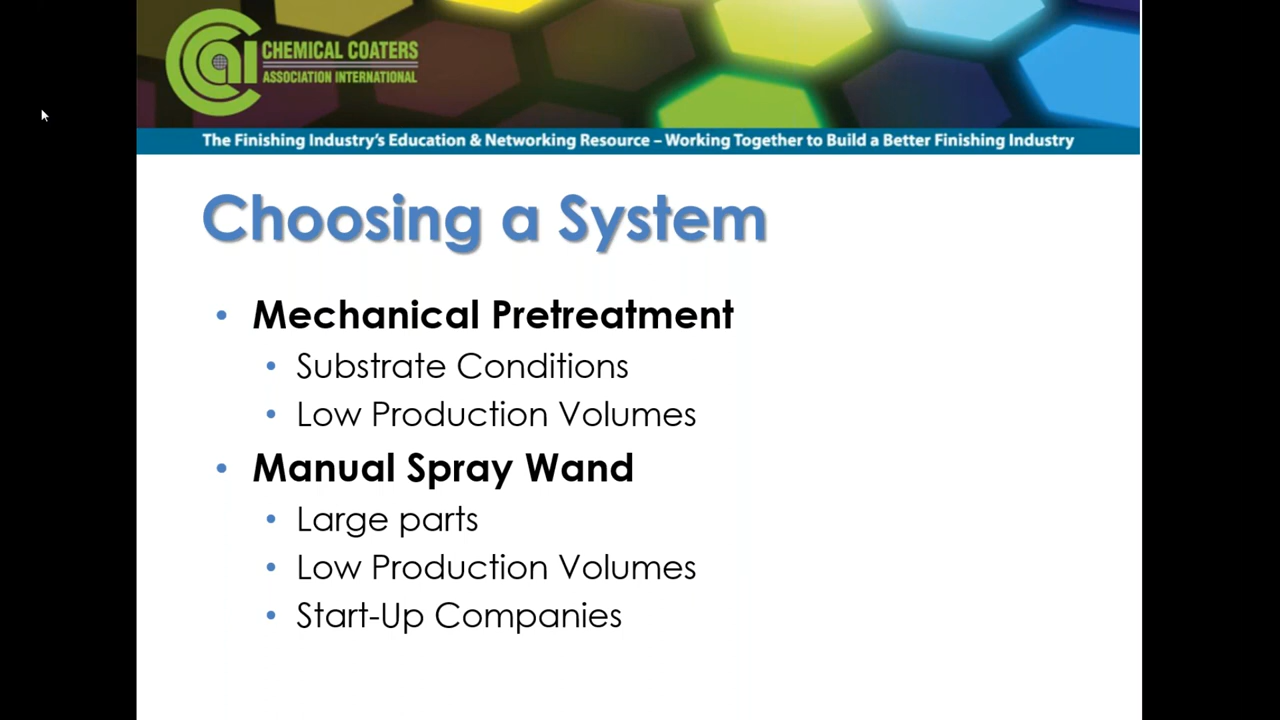 CCAI
CHEMICAL COATERS
ASSOCIATION INTERNATIONAL
The Finishing Industry's Education & Networking Resource – Working Together to Build a Better Finishing Industry
Choosing a System
• Mechanical Pretreatment
• Substrate Conditions
• Low Production Volumes
• Manual Spray Wand
• Large parts
• Low Production Volumes
• Start-Up Companies